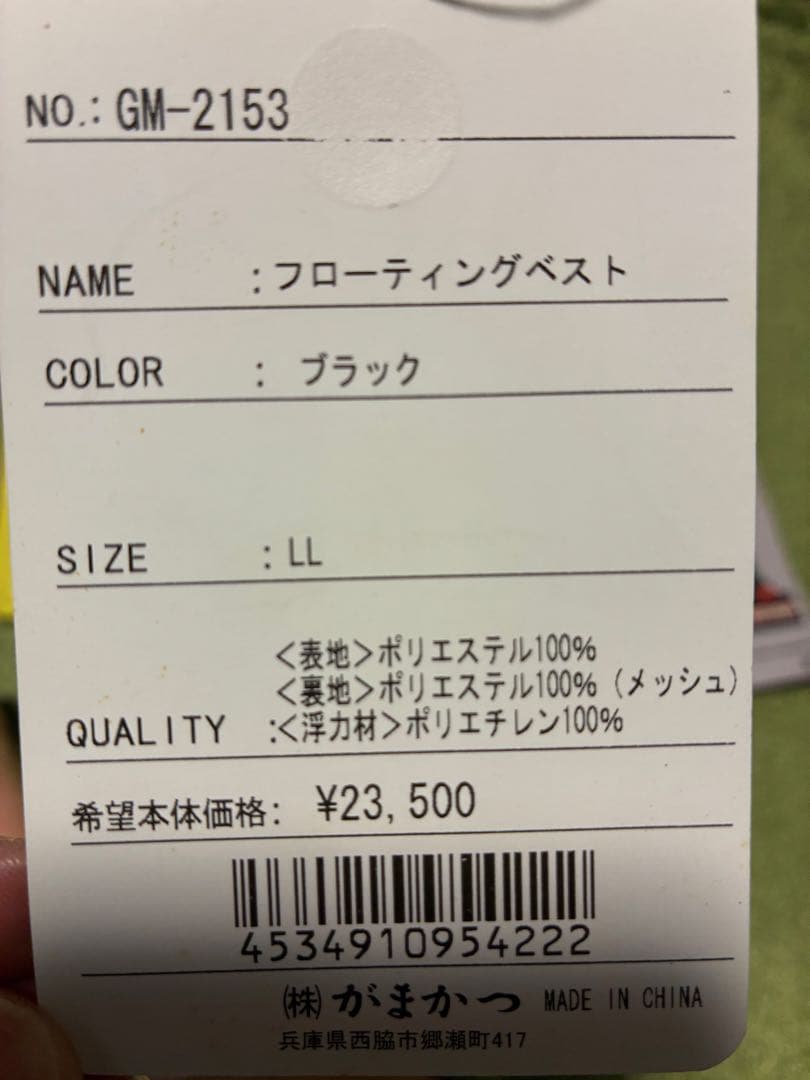 NO.: GM-2153
NAME :フローティングベスト
COLOR : ブラック
SIZE : LL
<表地>ポリエステル100%
<裏地>ポリエステル100%(メッシュ)
QUALITY :<浮力材>ポリエチレン100%
希望本体価格: ¥23,500
4534910954222
㈱がまかつ MADE IN CHINA
兵庫県西脇市郷瀬町417